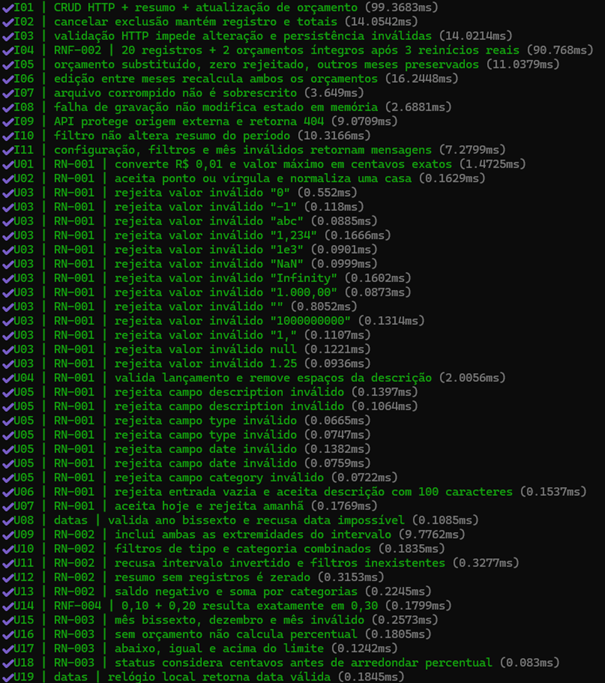 ✔I01 | CRUD HTTP + resumo + atualização de orçamento (99.3683ms)
✔I02 | cancelar exclusão mantém registro e totais (14.0542ms)
✔I03 | validação HTTP impede alteração e persistência inválidas (14.0214ms)
✔I04 | RNF-002 | 20 registros + 2 orçamentos íntegros após 3 reinícios reais (90.768ms)
✔I05 | orçamento substituído, zero rejeitado, outros meses preservados (11.0379ms)
✔I06 | edição entre meses recalcula ambos os orçamentos (16.2448ms)
✔I07 | arquivo corrompido não é sobrescrito (3.649ms)
✔I08 | falha de gravação não modifica estado em memória (2.6881ms)
✔I09 | API protege origem externa e retorna 404 (9.0709ms)
✔I10 | filtro não altera resumo do período (10.3166ms)
✔I11 | configuração, filtros e mês inválidos retornam mensagens (7.2799ms)
✔U01 | RN-001 | converte R$ 0,01 e valor máximo em centavos exatos (1.4725ms)
✔U02 | RN-001 | aceita ponto ou vírgula e normaliza uma casa (0.1629ms)
✔U03 | RN-001 | rejeita valor inválido "0" (0.552ms)
✔U03 | RN-001 | rejeita valor inválido "-1" (0.118ms)
✔U03 | RN-001 | rejeita valor inválido "abc" (0.0885ms)
✔U03 | RN-001 | rejeita valor inválido "1,234" (0.1666ms)
✔U03 | RN-001 | rejeita valor inválido "1e3" (0.0901ms)
✔U03 | RN-001 | rejeita valor inválido "NaN" (0.0999ms)
✔U03 | RN-001 | rejeita valor inválido "Infinity" (0.1602ms)
✔U03 | RN-001 | rejeita valor inválido "1.000,00" (0.0873ms)
✔U03 | RN-001 | rejeita valor inválido "" (0.8052ms)
✔U03 | RN-001 | rejeita valor inválido "1000000000" (0.1314ms)
✔U03 | RN-001 | rejeita valor inválido "1," (0.1107ms)
✔U03 | RN-001 | rejeita valor inválido null (0.1221ms)
✔U03 | RN-001 | rejeita valor inválido 1.25 (0.0936ms)
✔U04 | RN-001 | valida lançamento e remove espaços da descrição (2.0056ms)
✔U05 | RN-001 | rejeita campo description inválido (0.1397ms)
✔U05 | RN-001 | rejeita campo description inválido (0.1064ms)
✔U05 | RN-001 | rejeita campo type inválido (0.0665ms)
✔U05 | RN-001 | rejeita campo type inválido (0.0747ms)
✔U05 | RN-001 | rejeita campo date inválido (0.1382ms)
✔U05 | RN-001 | rejeita campo date inválido (0.0759ms)
✔U05 | RN-001 | rejeita campo category inválido (0.0722ms)
✔U06 | RN-001 | rejeita entrada vazia e aceita descrição com 100 caracteres (0.1537ms)
✔U07 | RN-001 | aceita hoje e rejeita amanhã (0.1769ms)
✔U08 | datas | valida ano bissexto e recusa data impossível (0.1085ms)
✔U09 | RN-002 | inclui ambas as extremidades do intervalo (9.7762ms)
✔U10 | RN-002 | filtros de tipo e categoria combinados (0.1835ms)
✔U11 | RN-002 | recusa intervalo invertido e filtros inexistentes (0.3277ms)
✔U12 | RN-002 | resumo sem registros é zerado (0.3153ms)
✔U13 | RN-002 | saldo negativo e soma por categorias (0.2245ms)
✔U14 | RNF-004 | 0,10 + 0,20 resulta exatamente em 0,30 (0.1799ms)
✔U15 | RN-003 | mês bissexto, dezembro e mês inválido (0.2573ms)
✔U16 | RN-003 | sem orçamento não calcula percentual (0.1805ms)
✔U17 | RN-003 | abaixo, igual e acima do limite (0.1242ms)
✔U18 | RN-003 | status considera centavos antes de arredondar percentual (0.083ms)
✔U19 | datas | relógio local retorna data válida (0.1845ms)